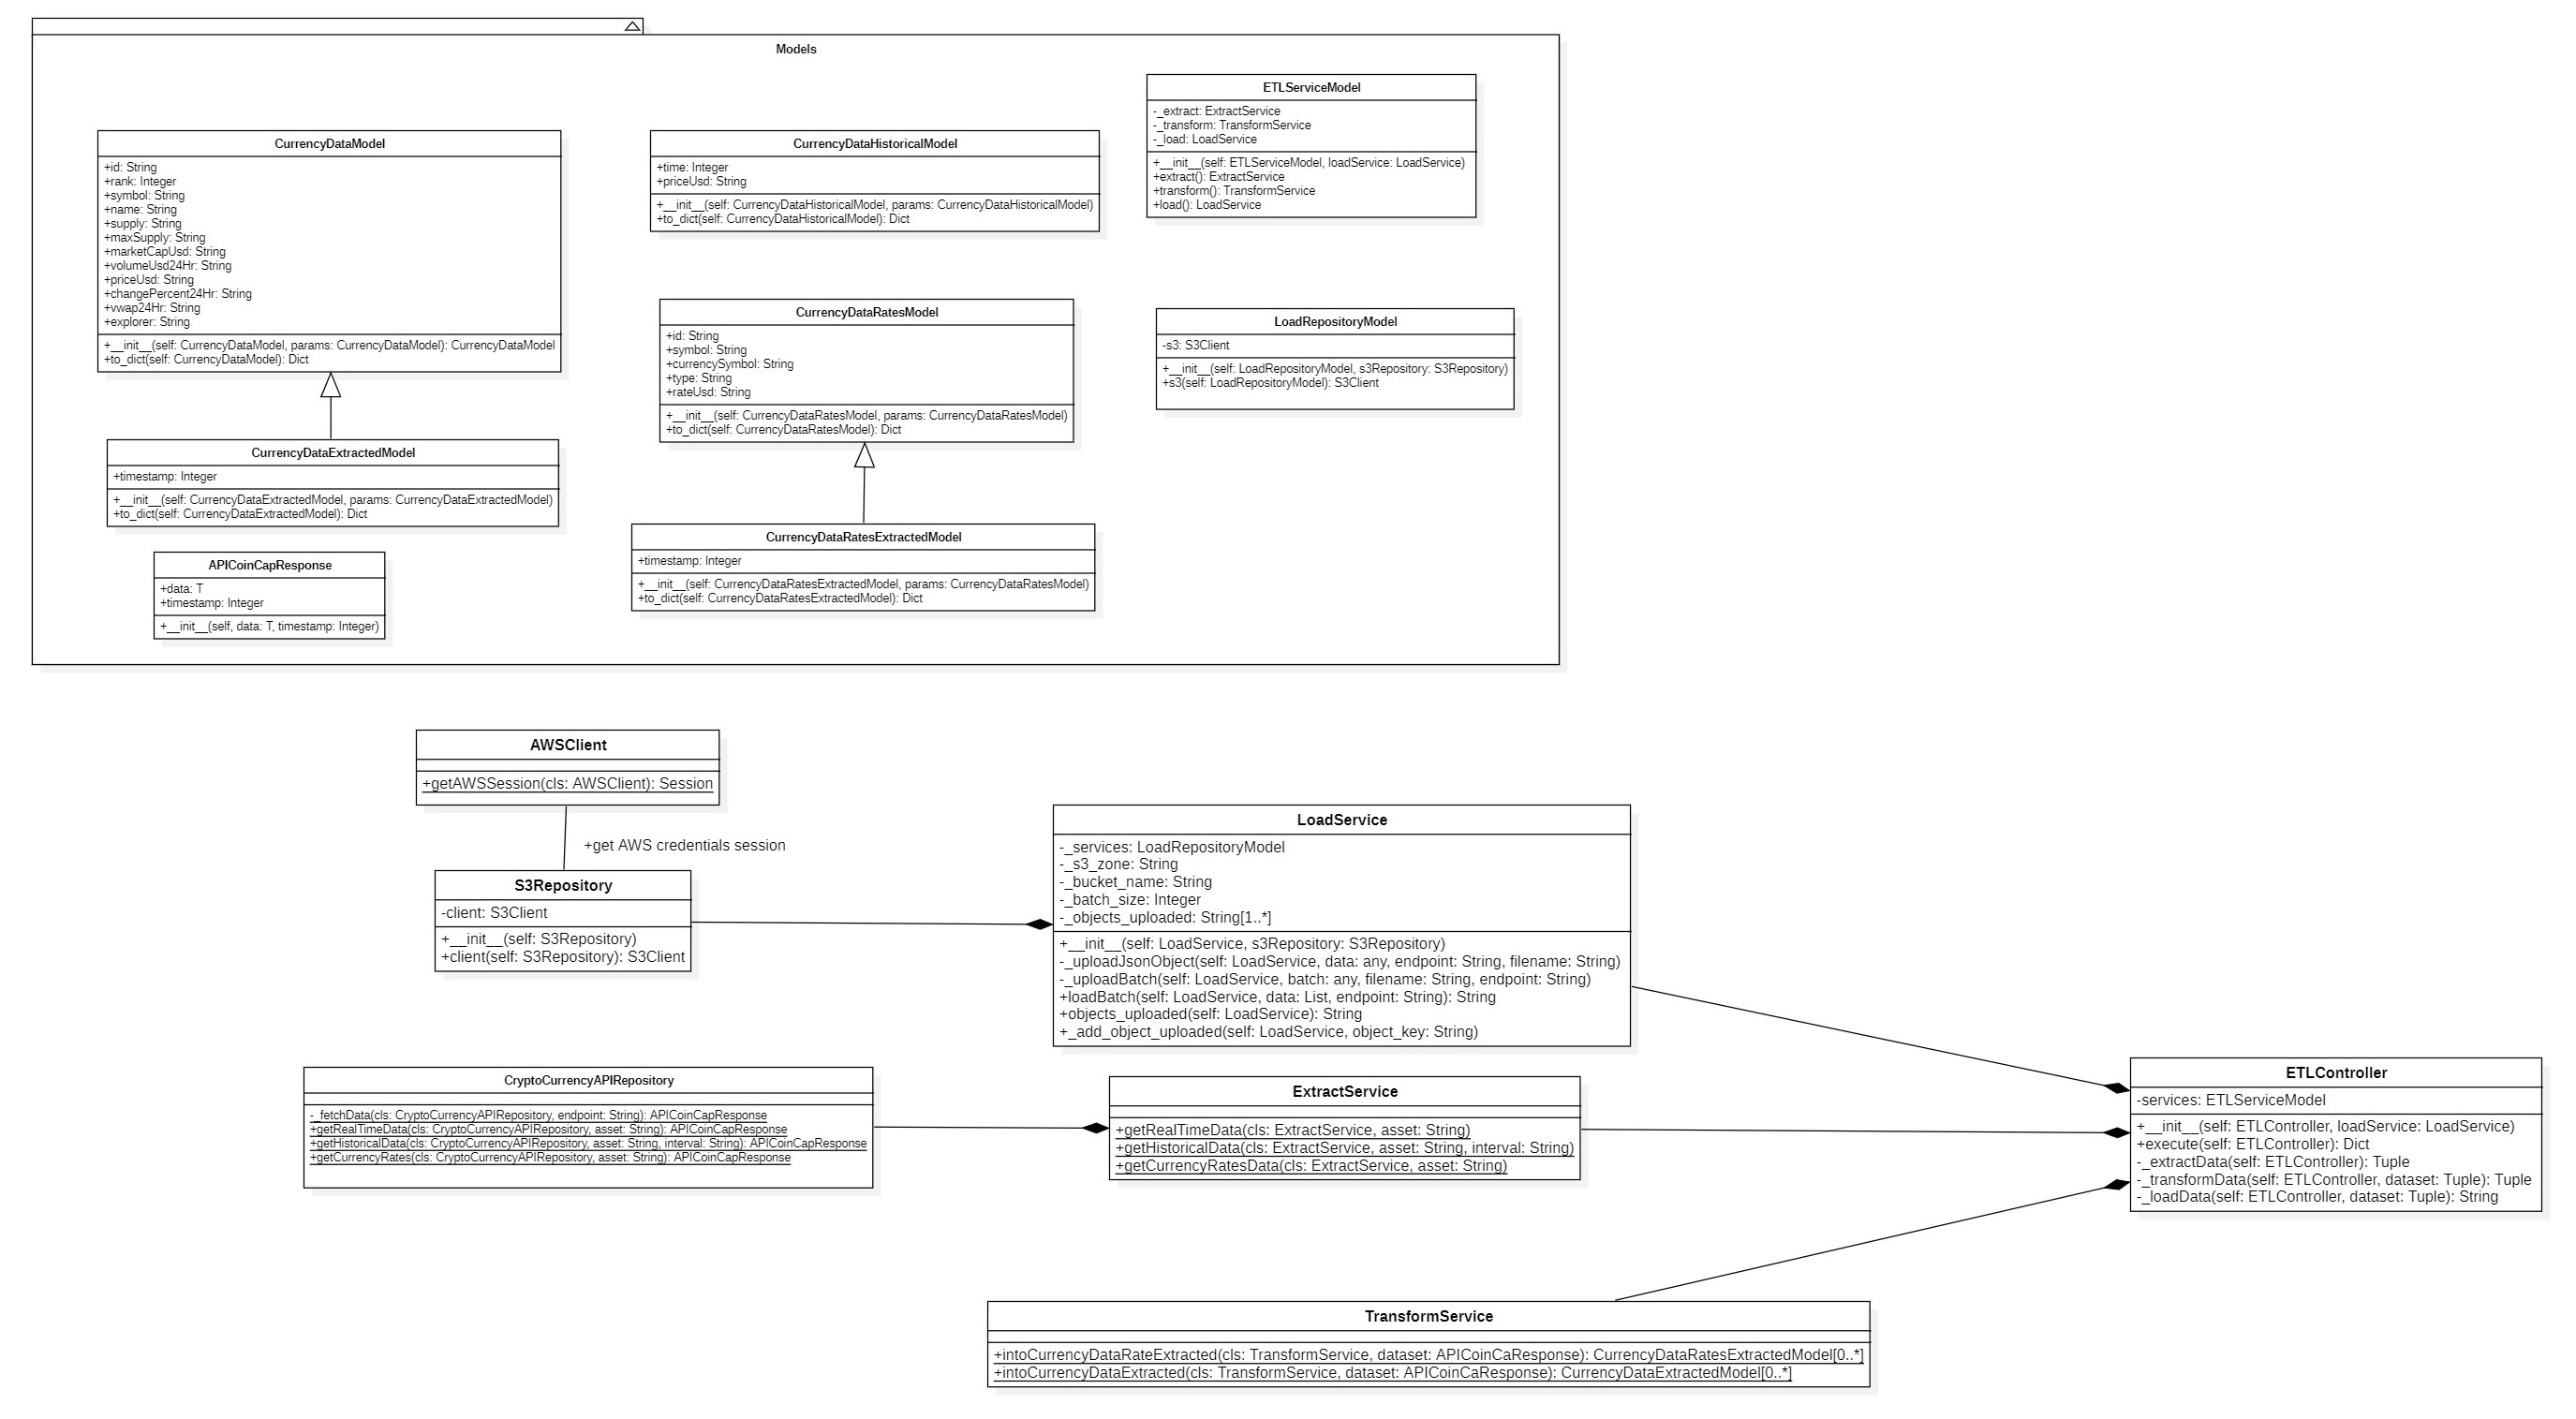 Models
CurrencyDataModel
+id: String
+rank: Integer
+symbol: String
+name: String
+supply: String
+maxSupply: String
+marketCapUsd: String
+volumeUsd24Hr: String
+priceUsd: String
+changePercent24Hr: String
+vwap24Hr: String
+explorer: String
+__init__(self: CurrencyDataModel, params: CurrencyDataModel): CurrencyDataModel
+to_dict(self: CurrencyDataModel): Dict
CurrencyDataExtractedModel
+timestamp: Integer
+__init__(self: CurrencyDataExtractedModel, params: CurrencyDataExtractedModel)
+to_dict(self: CurrencyDataExtractedModel): Dict
APICoinCapResponse
+data: T
+timestamp: Integer
+__init__(self, data: T, timestamp: Integer)
CurrencyDataHistoricalModel
+time: Integer
+priceUsd: String
+__init__(self: CurrencyDataHistoricalModel, params: CurrencyDataHistoricalModel)
+to_dict(self: CurrencyDataHistoricalModel): Dict
CurrencyDataRatesModel
+id: String
+symbol: String
+currencySymbol: String
+type: String
+rateUsd: String
+__init__(self: CurrencyDataRatesModel, params: CurrencyDataRatesModel)
+to_dict(self: CurrencyDataRatesModel): Dict
CurrencyDataRatesExtractedModel
+timestamp: Integer
+__init__(self: CurrencyDataRatesExtractedModel, params: CurrencyDataRatesModel)
+to_dict(self: CurrencyDataRatesExtractedModel): Dict
ETLServiceModel
-_extract: ExtractService
-_transform: TransformService
-_load: LoadService
+__init__(self: ETLServiceModel, loadService: LoadService)
+extract(): ExtractService
+transform(): TransformService
+load(): LoadService
LoadRepositoryModel
-s3: S3Client
+__init__(self: LoadRepositoryModel, s3Repository: S3Repository)
+s3(self: LoadRepositoryModel): S3Client
AWSClient
+getAWSSession(cls: AWSClient): Session
+get AWS credentials session
S3Repository
-client: S3Client
+__init__(self: S3Repository)
+client(self: S3Repository): S3Client
LoadService
-_services: LoadRepositoryModel
-_s3_zone: String
-_bucket_name: String
-_batch_size: Integer
-_objects_uploaded: String[1..*]
+__init__(self: LoadService, s3Repository: S3Repository)
-_uploadJsonObject(self: LoadService, data: any, endpoint: String, filename: String)
-_uploadBatch(self: LoadService, batch: any, filename: String, endpoint: String)
+loadBatch(self: LoadService, data: List, endpoint: String): String
+objects_uploaded(self: LoadService): String
+_add_object_uploaded(self: LoadService, object_key: String)
CryptoCurrencyAPIRepository
-_fetchData(cls: CryptoCurrencyAPIRepository, endpoint: String): APICoinCapResponse
+getRealTimeData(cls: CryptoCurrencyAPIRepository, asset: String): APICoinCapResponse
+getHistoricalData(cls: CryptoCurrencyAPIRepository, asset: String, interval: String): APICoinCapResponse
+getCurrencyRates(cls: CryptoCurrencyAPIRepository, asset: String): APICoinCapResponse
ExtractService
+getRealTimeData(cls: ExtractService, asset: String)
+getHistoricalData(cls: ExtractService, asset: String, interval: String)
+getCurrencyRatesData(cls: ExtractService, asset: String)
ETLController
-services: ETLServiceModel
+__init__(self: ETLController, loadService: LoadService)
+execute(self: ETLController): Dict
-_extractData(self: ETLController): Tuple
-_transformData(self: ETLController, dataset: Tuple): Tuple
-_loadData(self: ETLController, dataset: Tuple): String
TransformService
+intoCurrencyDataRateExtracted(cls: TransformService, dataset: APICoinCaResponse): CurrencyDataRatesExtractedModel[0..*]
+intoCurrencyDataExtracted(cls: TransformService, dataset: APICoinCaResponse): CurrencyDataExtractedModel[0..*]